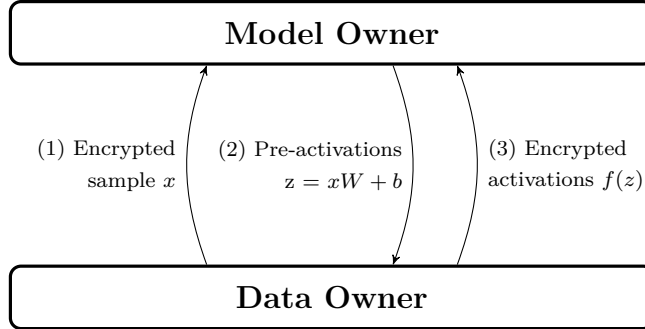 Model Owner
(1) Encrypted
sample x
(2) Pre-activations
z = xW + b
(3) Encrypted
activations f(z)
Data Owner